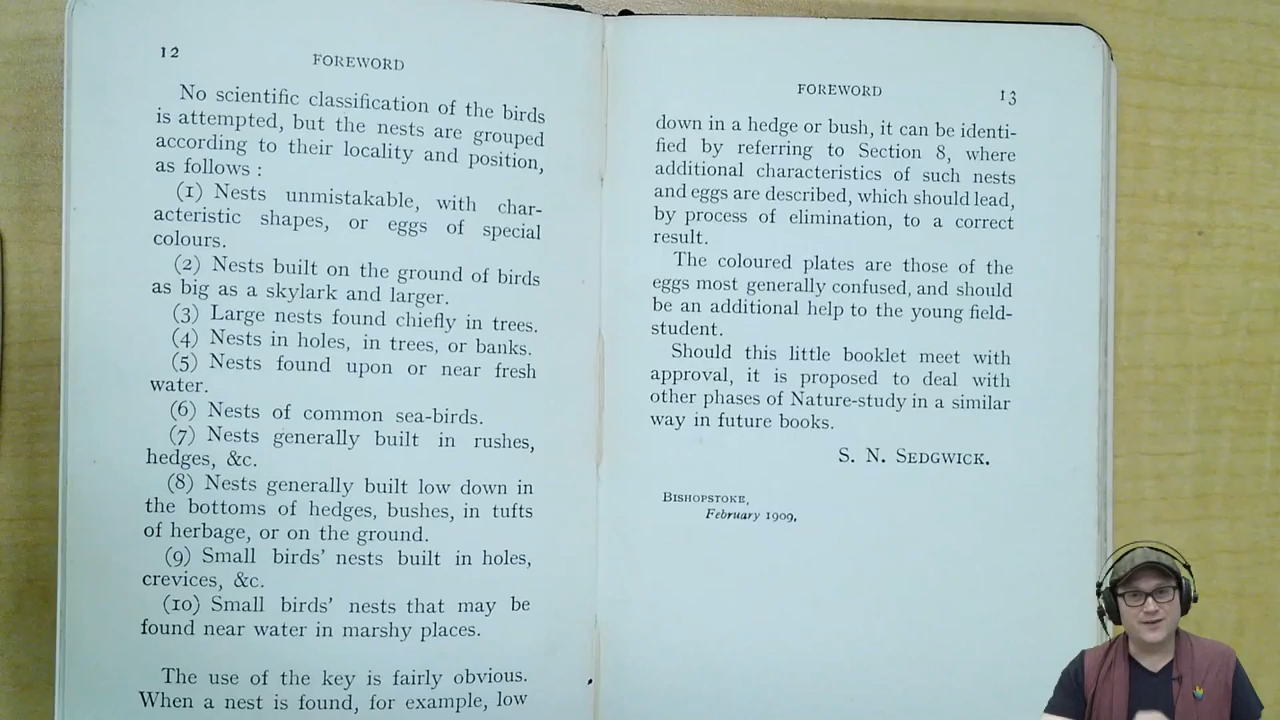 12
FOREWORD
No scientific classification of the birds
is attempted, but the nests are grouped
according to their locality and position,
as follows :
(1) Nests unmistakable, with char-
acteristic shapes, or eggs of special
colours.
(2) Nests built on the ground of birds
as big as a skylark and larger.
(3) Large nests found chiefly in trees.
(4) Nests in holes, in trees, or banks.
(5) Nests found upon or near fresh
water.
(6) Nests of common sea-birds.
(7) Nests generally built in rushes,
hedges, &c.
(8) Nests generally built low down in
the bottoms of hedges, bushes, in tufts
of herbage, or on the ground.
(9) Small birds' nests built in holes,
crevices, &c.
(10) Small birds' nests that may be
found near water in marshy places.
The use of the key is fairly obvious.
When a nest is found, for example, low
FOREWORD
13
down in a hedge or bush, it can be identi-
fied by referring to Section 8, where
additional characteristics of such nests
and eggs are described, which should lead,
by process of elimination, to a correct
result.
The coloured plates are those of the
eggs most generally confused, and should
be an additional help to the young field-
student.
Should this little booklet meet with
approval, it is proposed to deal with
other phases of Nature-study in a similar
way in future books.
S. N. SEDGWICK.
BISHOPSTOKE,
February 1909.